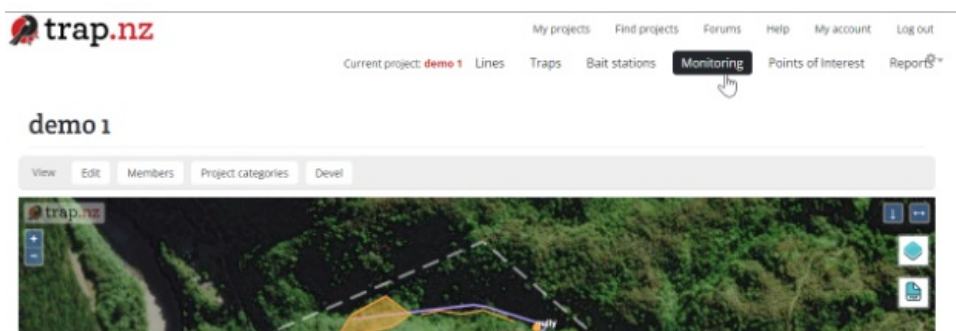 trap.nz
My projects Find projects Forums Help My account Log out
Current project: demo 1 Lines Traps Bait stations Monitoring Points of Interest Reports
demo 1
View Edit Members Project categories Devel
trap.nz
+
-